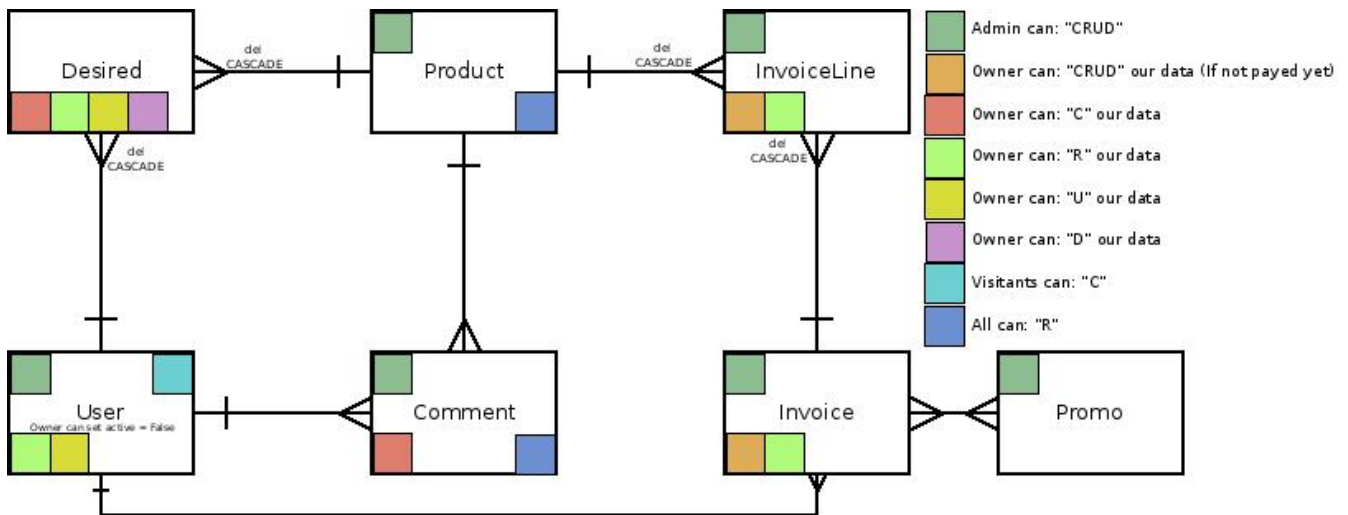 Desired
del
CASCADE
Product
del
CASCADE
InvoiceLine
del
CASCADE
del
CASCADE
Admin can: "CRUD"
Owner can: "CRUD" our data (If not payed yet)
Owner can: "C" our data
Owner can: "R" our data
Owner can: "U" our data
Owner can: "D" our data
Visitants can: "C"
All can: "R"
User
Owner can set active = False
Comment
Invoice
Promo